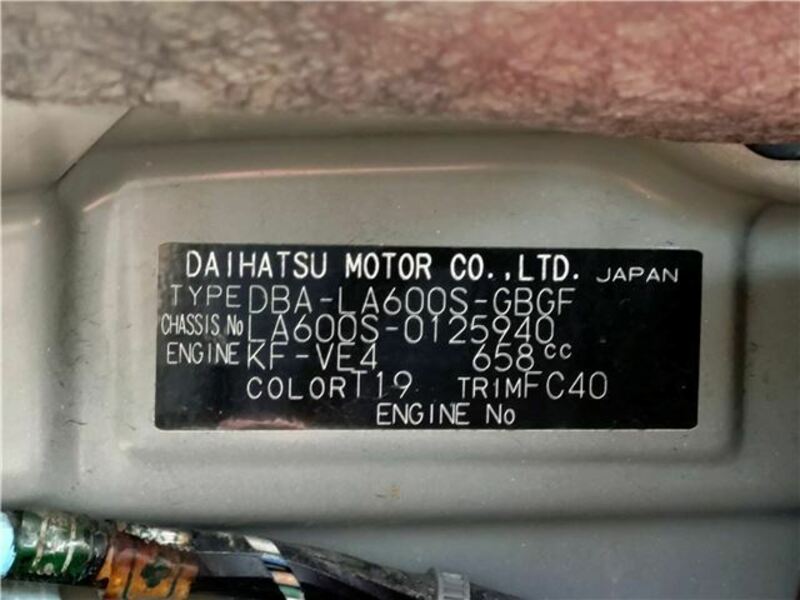 DAIHATSU MOTOR CO.,LTD. JAPAN
TYPE DBA-LA600S-GBGF
CHASSIS No LA600S-0125940
ENGINE KF-VE4 658cc
COLOR T19 TRIM FC40
ENGINE No